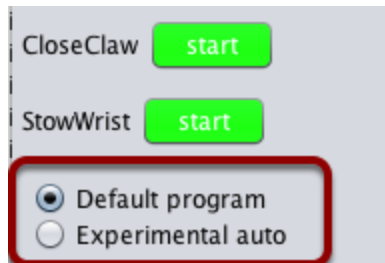 CloseClaw start
StowWrist start
Default program
Experimental auto